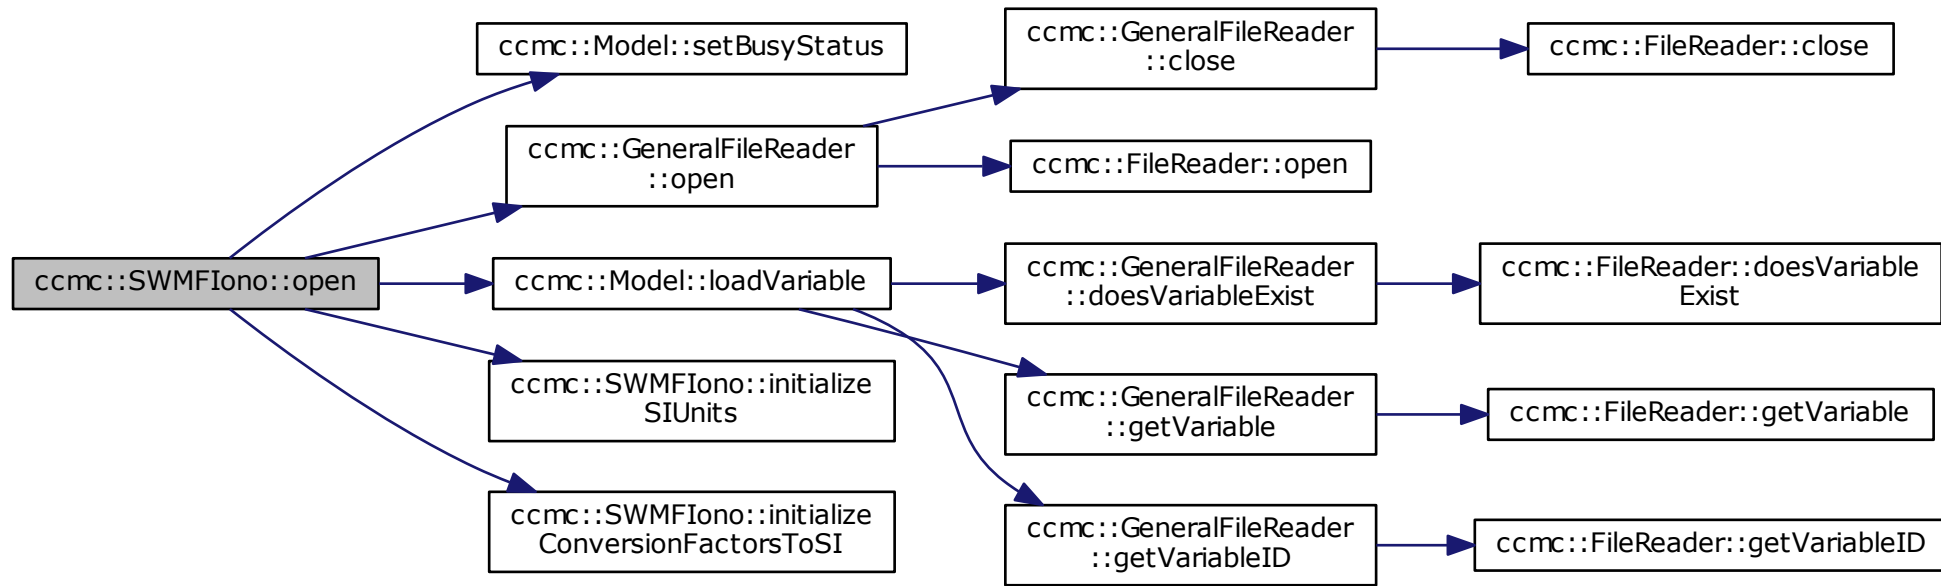 ccmc::SWMFIono::open
ccmc::Model::setBusyStatus
ccmc::GeneralFileReader
::open
ccmc::Model::loadVariable
ccmc::SWMFIono::initialize
SIUnits
ccmc::SWMFIono::initialize
ConversionFactorsToSI
ccmc::GeneralFileReader
::close
ccmc::FileReader::open
ccmc::GeneralFileReader
::doesVariableExist
ccmc::GeneralFileReader
::getVariable
ccmc::GeneralFileReader
::getVariableID
ccmc::FileReader::close
ccmc::FileReader::doesVariable
Exist
ccmc::FileReader::getVariable
ccmc::FileReader::getVariableID